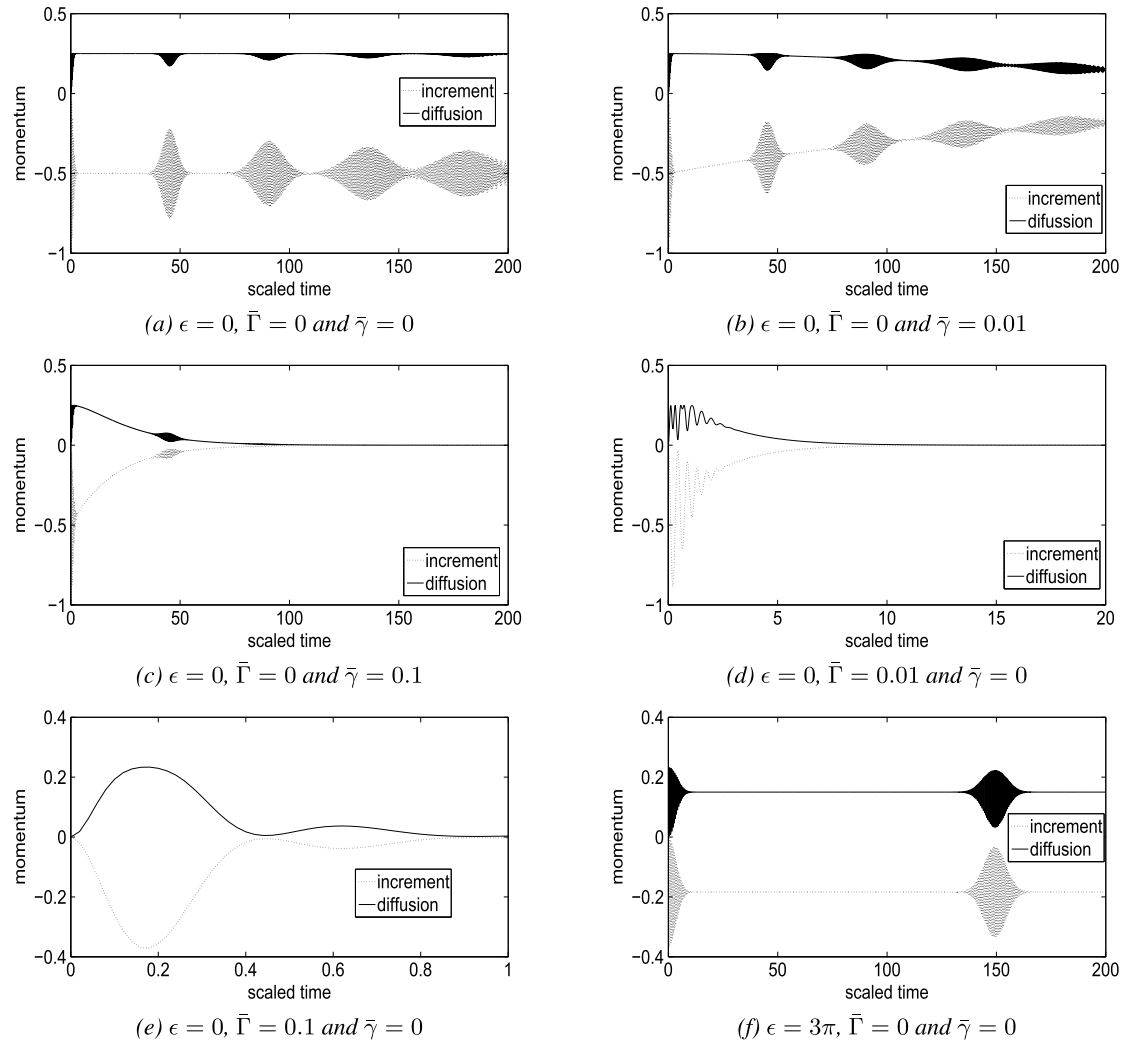 0.5
0
−0.5
−1
momentum
0 50 100 150 200
scaled time
increment
diffusion
(a) ϵ = 0, Γ̄ = 0 and γ̄ = 0
0.5
0
−0.5
−1
momentum
0 50 100 150 200
scaled time
increment
difussion
(b) ϵ = 0, Γ̄ = 0 and γ̄ = 0.01
0.5
0
−0.5
−1
momentum
0 50 100 150 200
scaled time
increment
diffusion
(c) ϵ = 0, Γ̄ = 0 and γ̄ = 0.1
0.5
0
−0.5
−1
momentum
0 5 10 15 20
scaled time
increment
diffusion
(d) ϵ = 0, Γ̄ = 0.01 and γ̄ = 0
0.4
0.2
0
−0.2
−0.4
momentum
0 0.2 0.4 0.6 0.8 1
scaled time
increment
diffusion
(e) ϵ = 0, Γ̄ = 0.1 and γ̄ = 0
0.4
0.2
0
−0.2
−0.4
momentum
0 50 100 150 200
scaled time
increment
diffusion
(f) ϵ = 3π, Γ̄ = 0 and γ̄ = 0